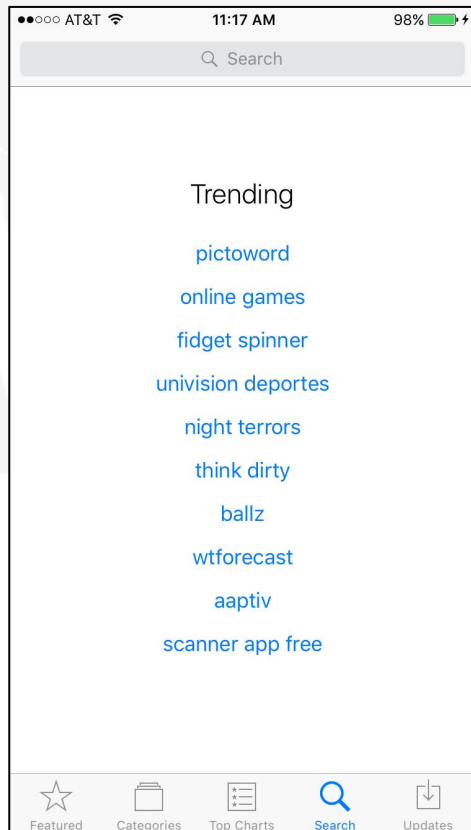 AT&T 11:17 AM 98%
Search
Trending
pictoword
online games
fidget spinner
univision deportes
night terrors
think dirty
ballz
wtforecast
aaptiv
scanner app free
Featured Categories Top Charts Search Updates